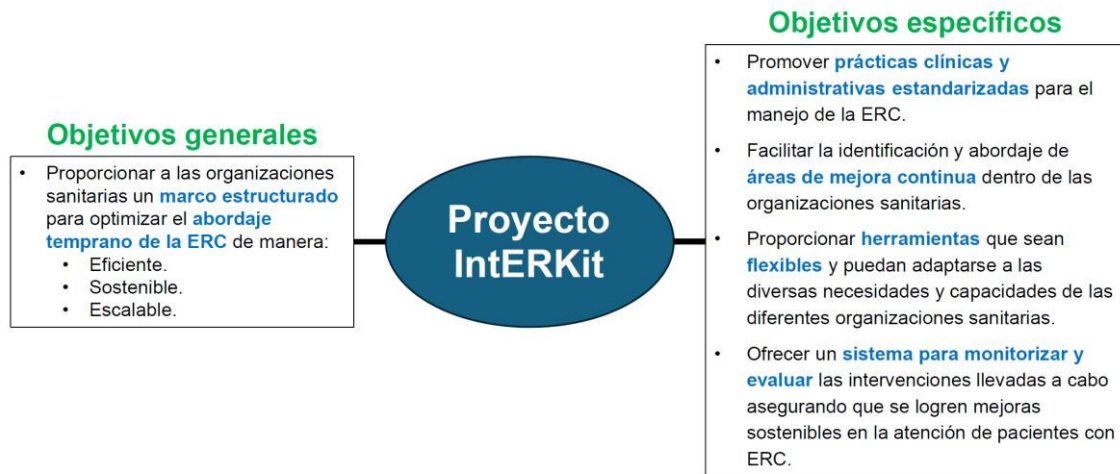 Objetivos generales
• Proporcionar a las organizaciones
sanitarias un marco estructurado
para optimizar el abordaje
temprano de la ERC de manera:
• Eficiente.
• Sostenible.
• Escalable.
Proyecto
IntERKit
Objetivos específicos
• Promover prácticas clínicas y
administrativas estandarizadas para el
manejo de la ERC.
• Facilitar la identificación y abordaje de
áreas de mejora continua dentro de las
organizaciones sanitarias.
• Proporcionar herramientas que sean
flexibles y puedan adaptarse a las
diversas necesidades y capacidades de las
diferentes organizaciones sanitarias.
• Ofrecer un sistema para monitorizar y
evaluar las intervenciones llevadas a cabo
asegurando que se logren mejoras
sostenibles en la atención de pacientes con
ERC.